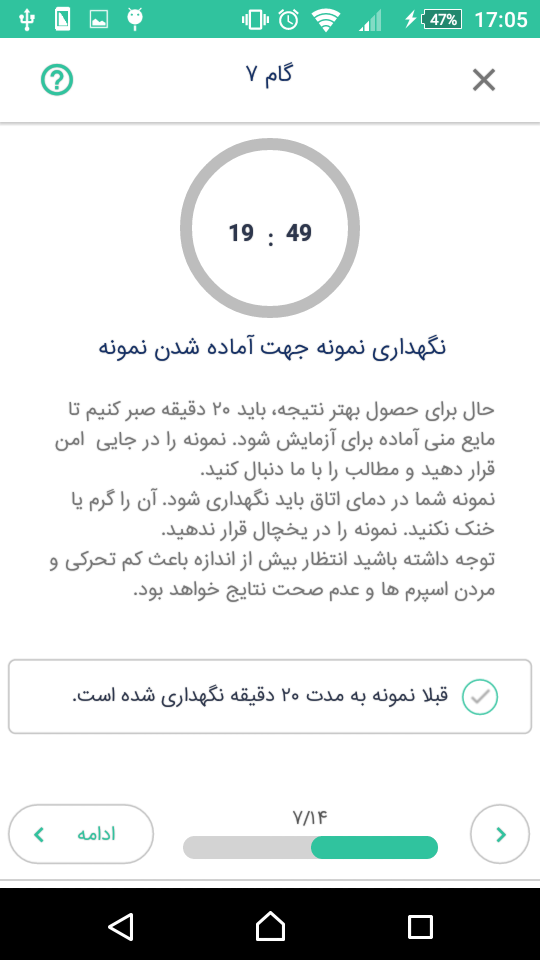 47% 17:05
گام ۷
19 : 49
نگهداری نمونه جهت آماده شدن نمونه
حال برای حصول بهتر نتیجه، باید ۲۰ دقیقه صبر کنیم تا
مایع منی آماده برای آزمایش شود. نمونه را در جایی امن
قرار دهید و مطالب را با ما دنبال کنید.
نمونه شما در دمای اتاق باید نگهداری شود. آن را گرم یا
خنک نکنید. نمونه را در یخچال قرار ندهید.
توجه داشته باشید انتظار بیش از اندازه باعث کم تحرکی و
مردن اسپرم ها و عدم صحت نتایج خواهد بود.
قبلا نمونه به مدت ۲۰ دقیقه نگهداری شده است.
۷/۱۴
ادامه